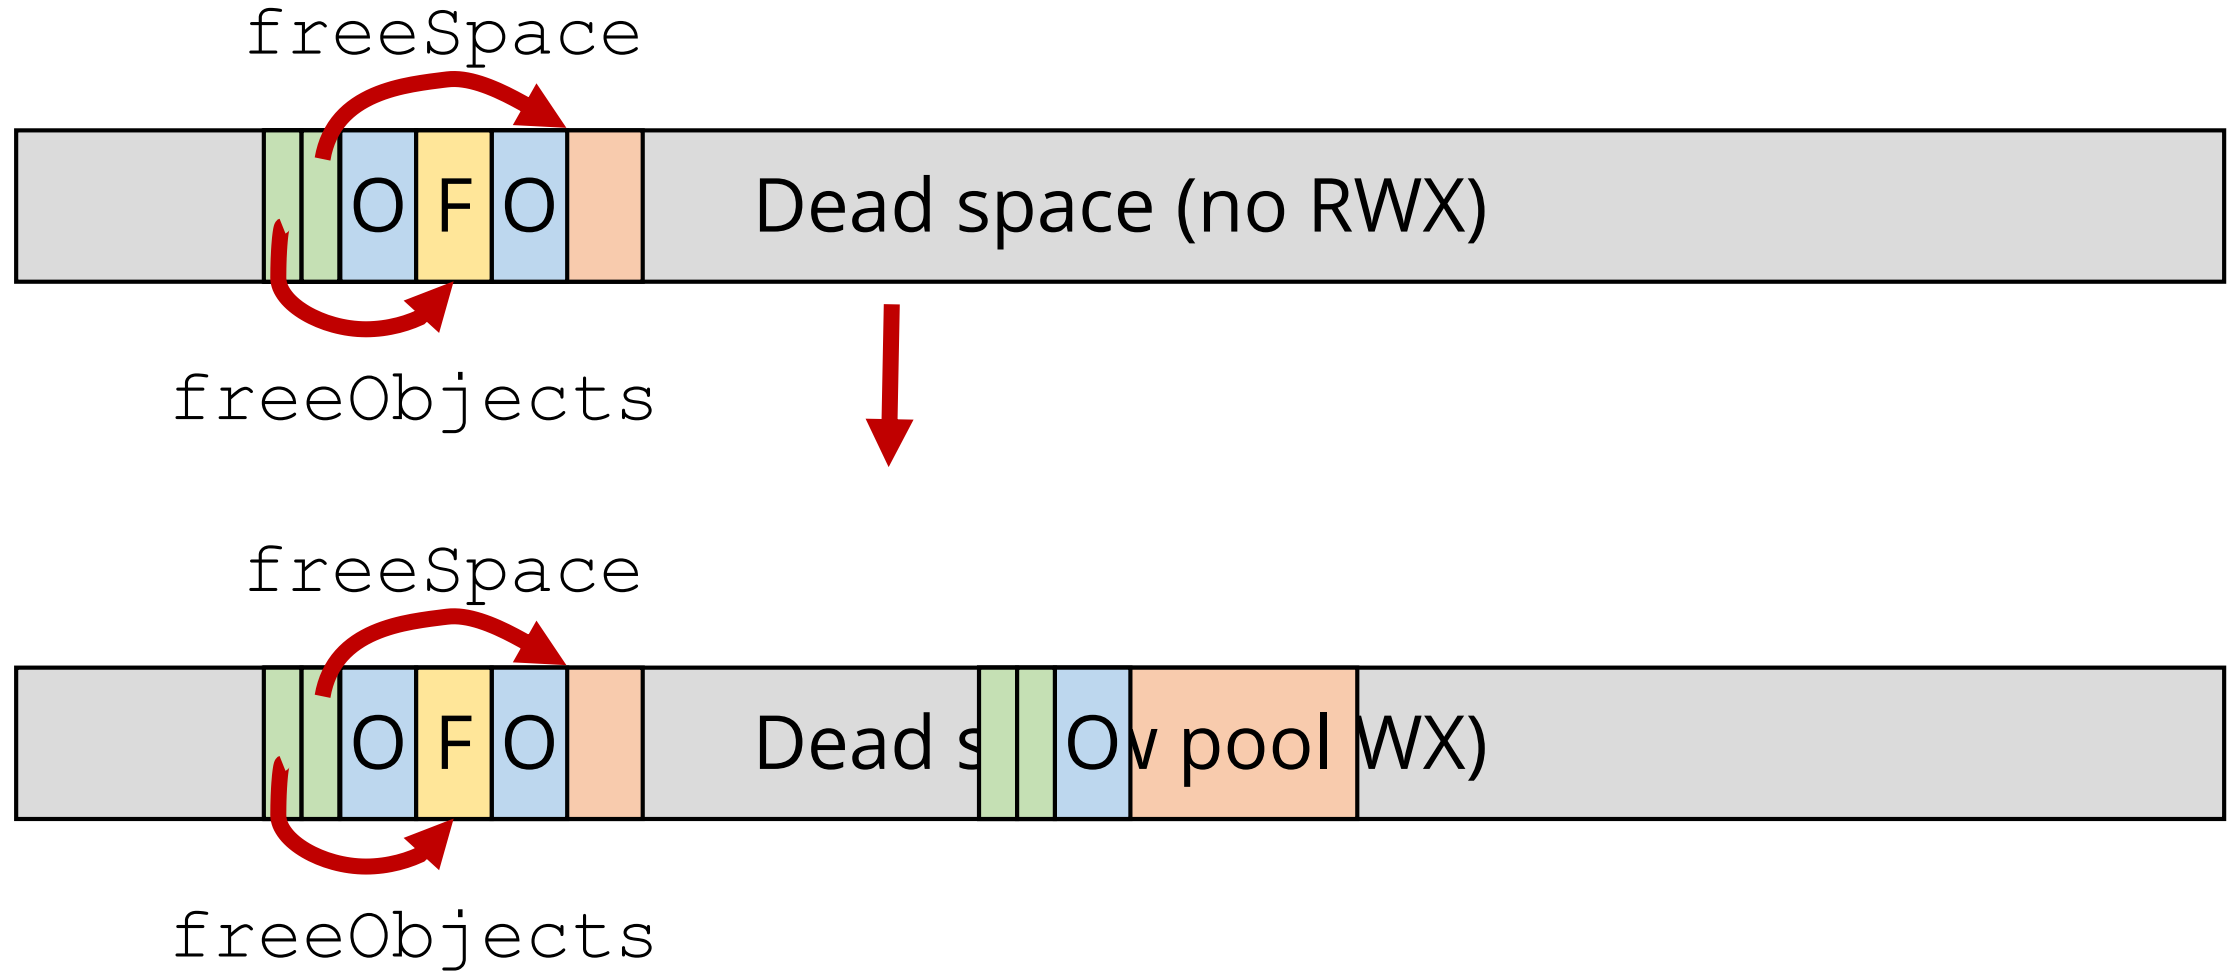 freeSpace
O F O Dead space (no RWX)
freeObjects
freeSpace
O F O Dead s O w pool WX)
freeObjects